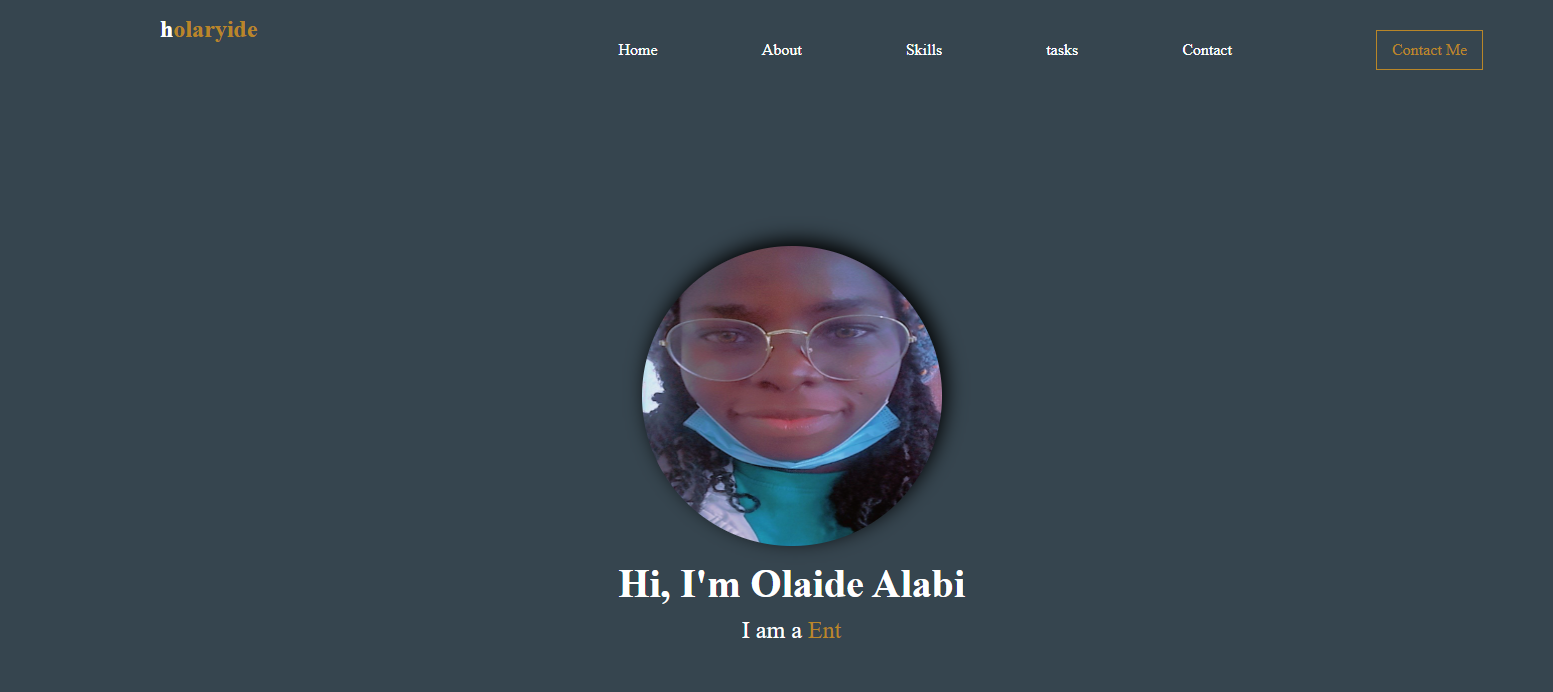 holaryide
Home About Skills tasks Contact Contact Me
Hi, I'm Olaide Alabi
I am a Ent